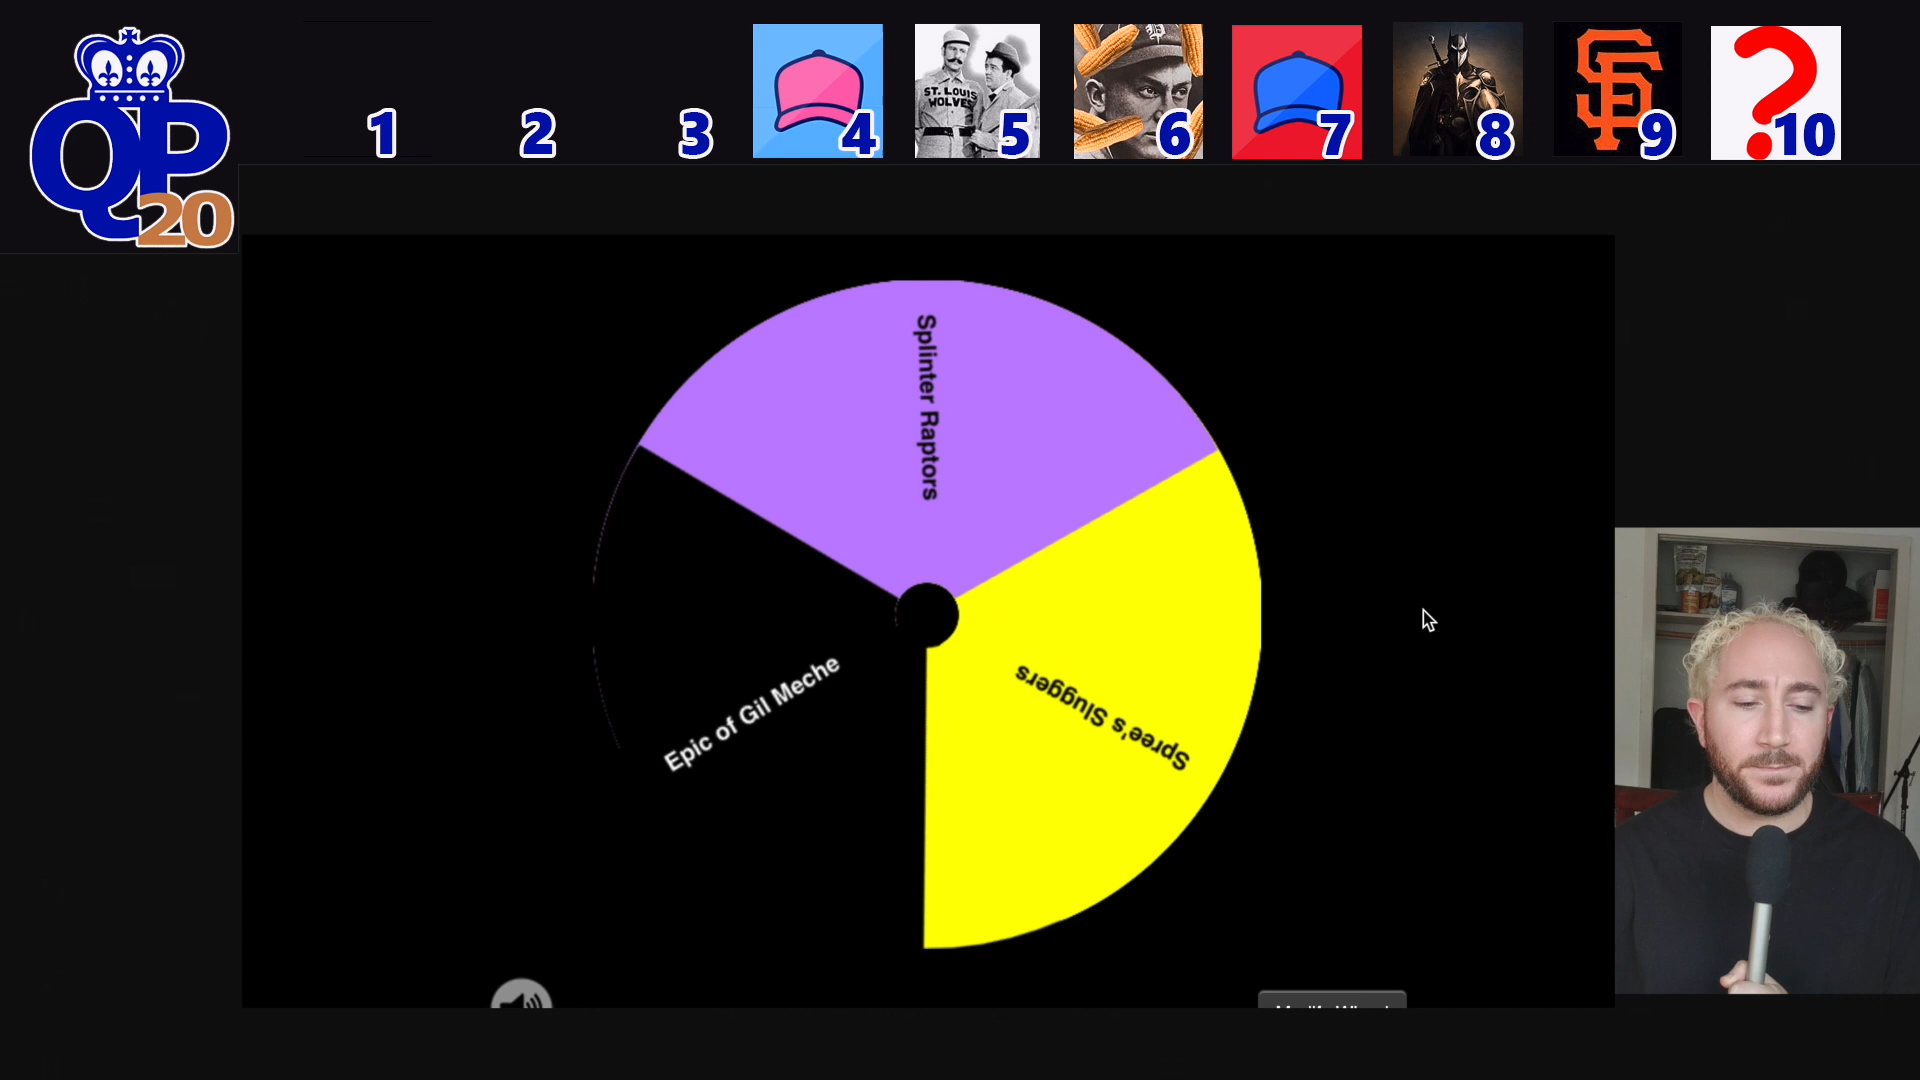 QP
20
1
2
3
4
ST. LOUIS
WOLVES
5
D
6
7
8
SF
9
?
10
Splinter Raptors
Epic of Gil Meche
Spree's Sluggers